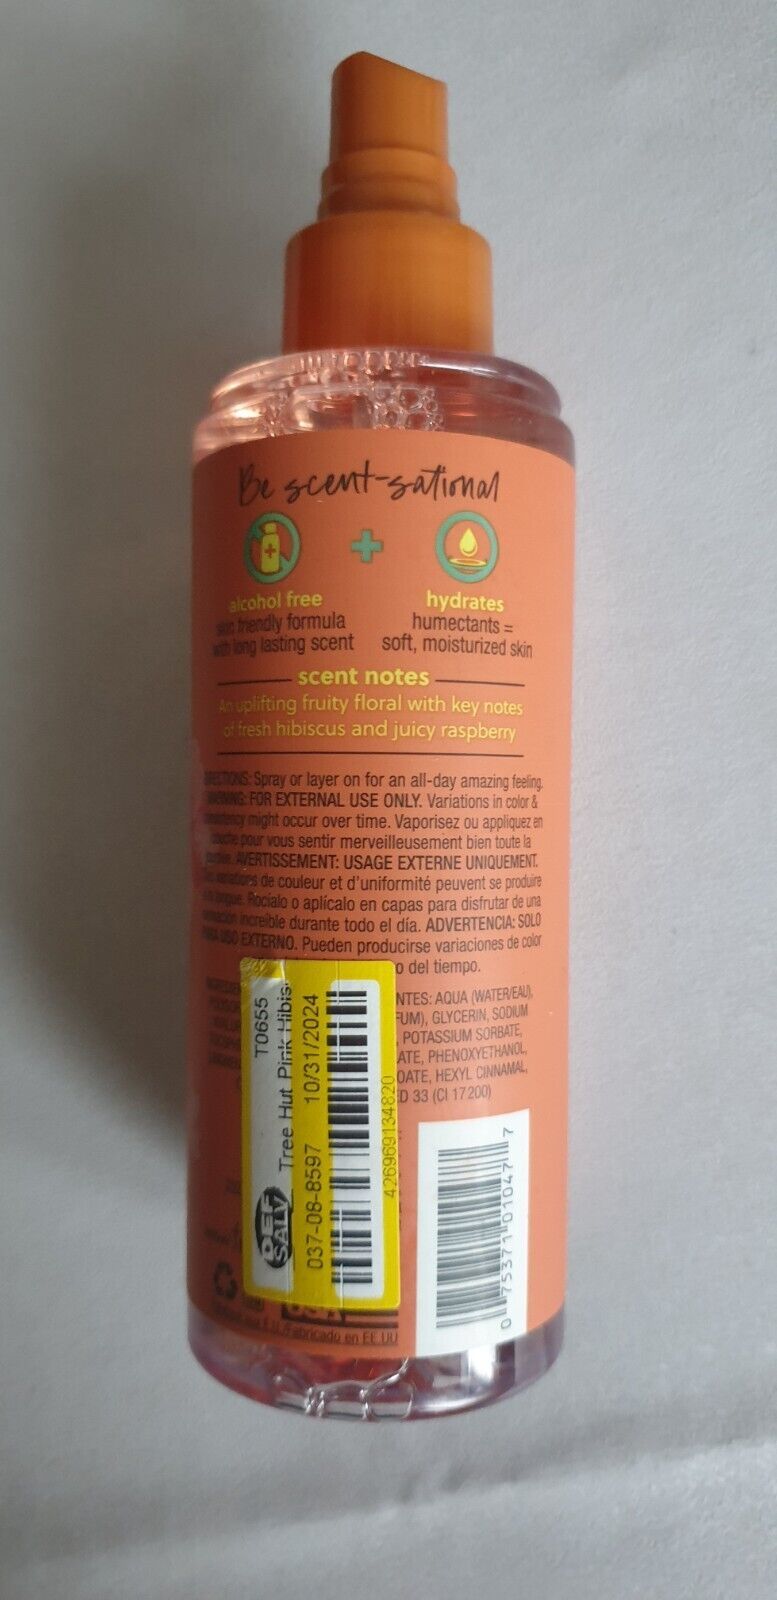 Be scent-sational
alcohol free
hydrates
skin friendly formula
with long lasting scent
humectants =
soft, moisturized skin
scent notes
An uplifting fruity floral with key notes
of fresh hibiscus and juicy raspberry
DIRECTIONS: Spray or layer on for an all-day amazing feeling.
WARNING: FOR EXTERNAL USE ONLY. Variations in color &
consistency might occur over time. Vaporisez ou appliquez en
couche pour vous sentir merveilleusement bien toute la
AVERTISSEMENT: USAGE EXTERNE UNIQUEMENT.
Des variations de couleur et d'uniformité peuvent se produire
à la longue. Rocíalo o aplícalo en capas para disfrutar de una
sensación increíble durante todo el día. ADVERTENCIA: SOLO
PARA USO EXTERNO. Pueden producirse variaciones de color
o del tiempo.
NTES: AQUA (WATER/EAU),
FUM), GLYCERIN, SODIUM
POTASSIUM SORBATE,
ATE, PHENOXYETHANOL,
OATE, HEXYL CINNAMAL,
ED 33 (CI 17200)
T0655
Tree Hut Pink Hibis
037-08-8597 10/31/2024
426969134820
DEF
SALV
0 75371 01047 7
É.U./Fabricado en EE.UU